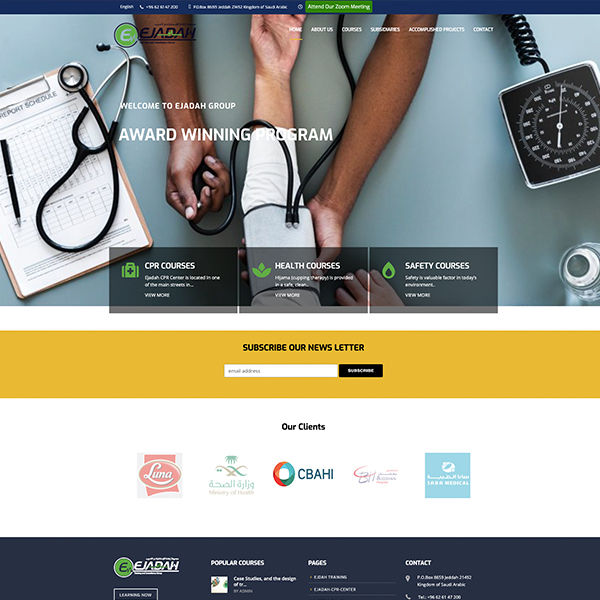 English
+96 62 61 47 200
P.O.Box 8659 Jeddah 21492 Kingdom of Saudi Arabic
Attend Our Zoom Meeting
EJADAH
HOME
ABOUT US
COURSES
SUBSIDIARIES
ACCOMPLISHED PROJECTS
CONTACT
REPORT SCHEDULE
WELCOME TO EJADAH GROUP
AWARD WINNING PROGRAM
CPR COURSES
Ejadah CPR Center is located in one
of the main streets in...
VIEW MORE
HEALTH COURSES
Hijama (cupping therapy) is provided
in a safe, clean...
VIEW MORE
SAFETY COURSES
Safety is valuable factor in today's
environment...
VIEW MORE
SUBSCRIBE OUR NEWS LETTER
email address
SUBSCRIBE
Our Clients
Luna
وزارة الصحة
Ministry of Health
CBAHI
SAHA MEDICAL
EJADAH
LEARNING NOW
POPULAR COURSES
Case Studies, and the design
of tr...
BY ADMIN
PAGES
EJDAH TRAINING
EJADAH-CPR-CENTER
CONTACT
P.O.Box 8659 Jeddah 21492
Kingdom of Saudi Arabic
Tel.: +96 62 61 47 200